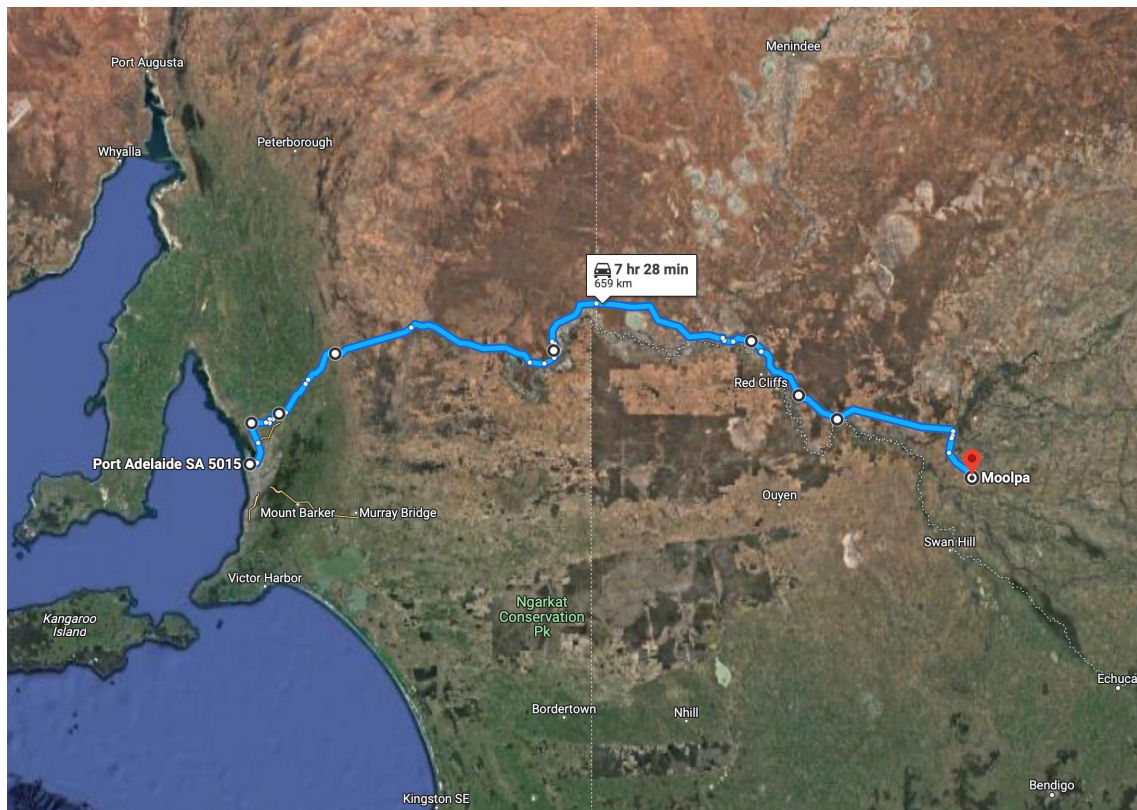 Menindee
Port Augusta
Peterborough
Whyalla
7 hr 28 min
659 km
Red Cliffs
Port Adelaide SA 5015
Moolpa
Ouyen
Mount Barker
Murray Bridge
Swan Hill
Victor Harbor
Ngarkat
Conservation
Pk
Kangaroo
Island
Echuca
Bordertown
Nhill
Bendigo
Kingston SE